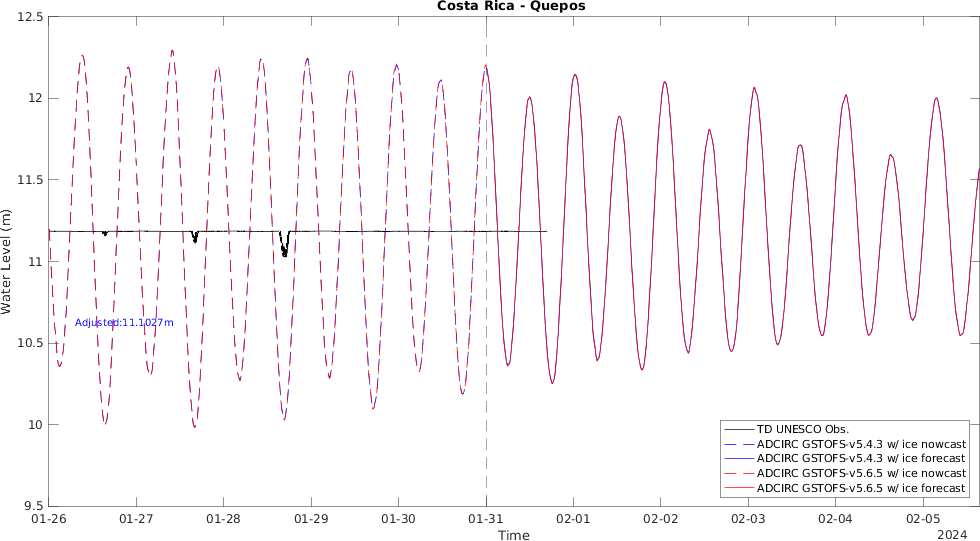 Costa Rica - Quepos
12.5
12
11.5
11
10.5
10
9.5
Water Level (m)
Adjusted:11.1027m
TD UNESCO Obs.
ADCIRC GSTOFS-v5.4.3 w/ ice nowcast
ADCIRC GSTOFS-v5.4.3 w/ ice forecast
ADCIRC GSTOFS-v5.6.5 w/ ice nowcast
ADCIRC GSTOFS-v5.6.5 w/ ice forecast
01-26 01-27 01-28 01-29 01-30 01-31 02-01 02-02 02-03 02-04 02-05
Time
2024